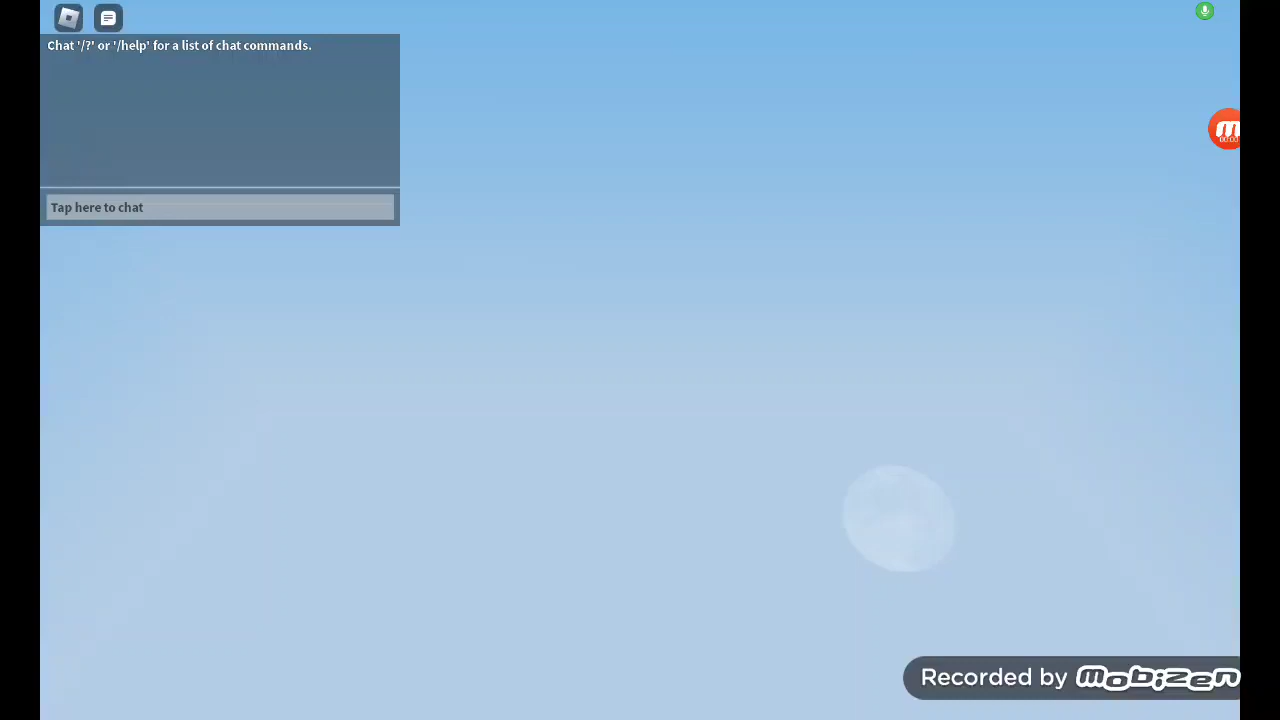 Chat '/?' or '/help' for a list of chat commands.
Tap here to chat
Recorded by mobizen